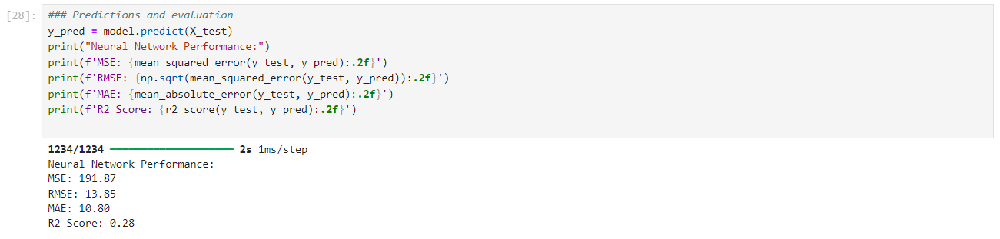 [28]: ### Predictions and evaluation
y_pred = model.predict(X_test)
print("Neural Network Performance:")
print(f'MSE: {mean_squared_error(y_test, y_pred):.2f}')
print(f'RMSE: {np.sqrt(mean_squared_error(y_test, y_pred)):.2f}')
print(f'MAE: {mean_absolute_error(y_test, y_pred):.2f}')
print(f'R2 Score: {r2_score(y_test, y_pred):.2f}')
1234/1234 ━━━━━━━━━━━━━━━━━━━━ 2s 1ms/step
Neural Network Performance:
MSE: 191.87
RMSE: 13.85
MAE: 10.80
R2 Score: 0.28